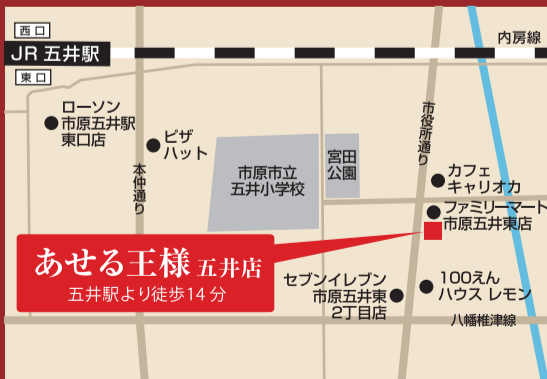 西口
JR 五井駅
東口
内房線
ローソン
市原五井駅
東口店
ピザ
ハット
本仲通り
市原市立
五井小学校
宮田
公園
市役所通り
カフェ
キャリオカ
ファミリーマート
市原五井東店
あせる王様 五井店
五井駅より徒歩14分
セブンイレブン
市原五井東
2丁目店
100えん
ハウス レモン
八幡椎津線